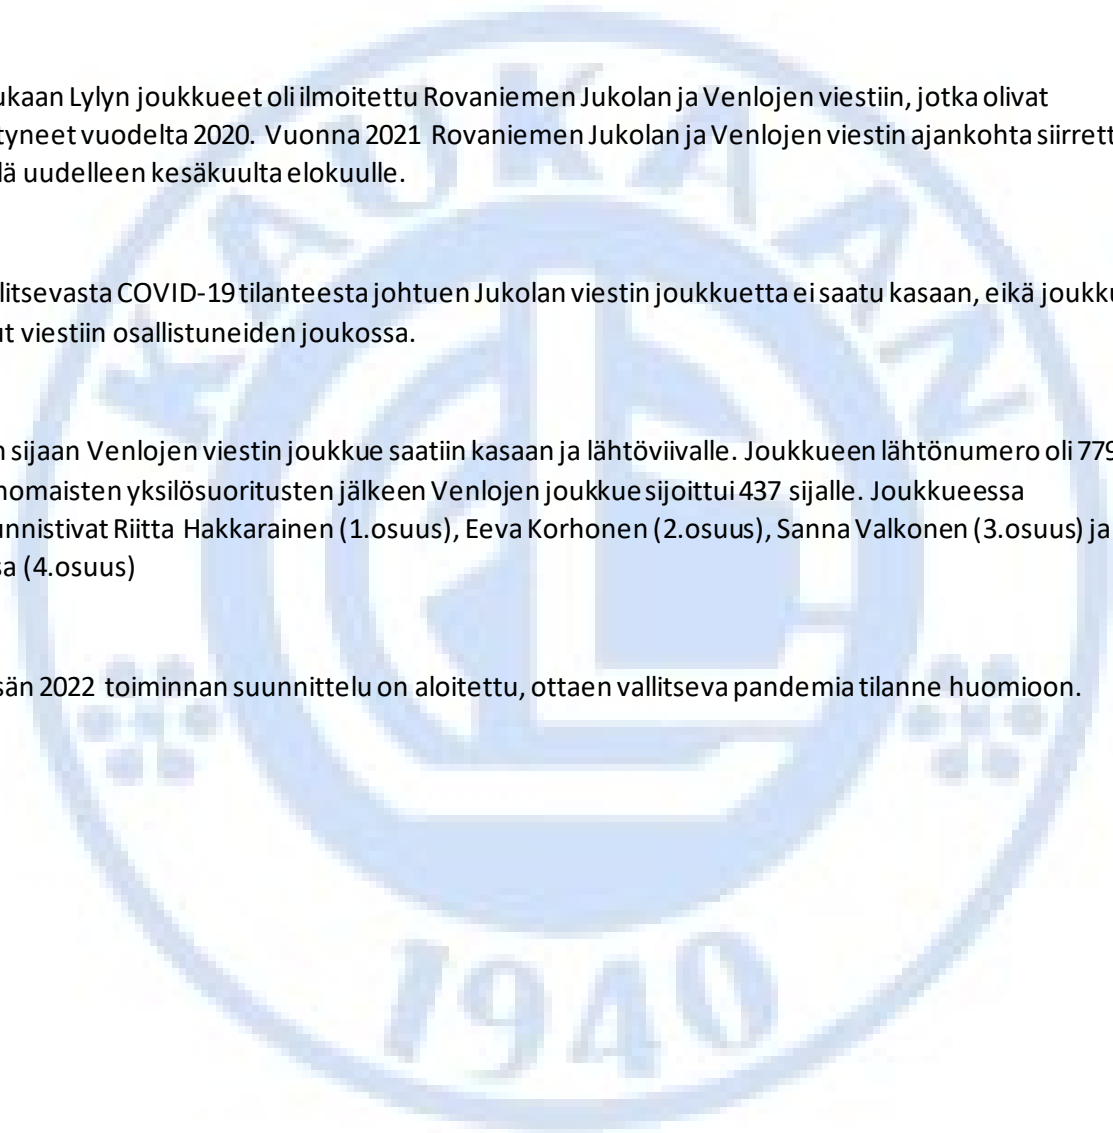 ukaan Lylyn joukkueet oli ilmoitettu Rovaniemen Jukolan ja Venlojen viestiin, jotka olivat
tyneet vuodelta 2020. Vuonna 2021 Rovaniemen Jukolan ja Venlojen viestin ajankohta siirrett
lä uudelleen kesäkuulta elokuulle.
litsevasta COVID-19 tilanteesta johtuen Jukolan viestin joukkuetta ei saatu kasaan, eikä joukku
ut viestiin osallistuneiden joukossa.
n sijaan Venlojen viestin joukkue saatiin kasaan ja lähtöviivalle. Joukkueen lähtönumero oli 779
nomaisten yksilösuoritusten jälkeen Venlojen joukkue sijoittui 437 sijalle. Joukkueessa
unnistivat Riitta Hakkarainen (1.osuus), Eeva Korhonen (2.osuus), Sanna Valkonen (3.osuus) ja
sa (4.osuus)
sän 2022 toiminnan suunnittelu on aloitettu, ottaen vallitseva pandemia tilanne huomioon.
KAUKAAN
1940